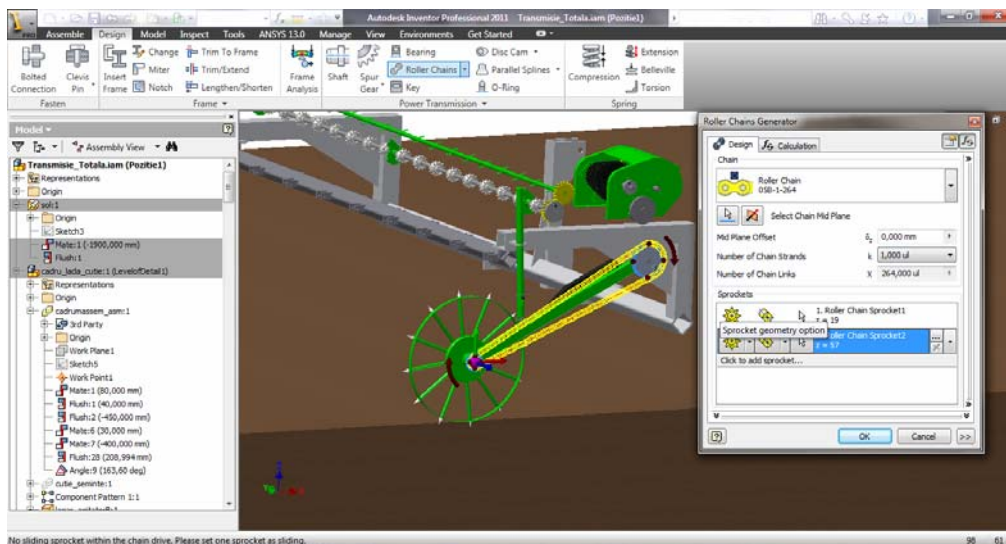 Autodesk Inventor Professional 2011 Transmisie_Totala.iam (Pozitie1)
PRO
Assemble Design Model Inspect Tools ANSYS 13.0 Manage View Environments Get Started
Bolted Connection
Clevis Pin
Insert Frame
Change
Miter
Notch
Trim To Frame
Trim/Extend
Lengthen/Shorten
Frame Analysis
Shaft
Spur Gear
Bearing
Roller Chains
Key
Disc Cam
Parallel Splines
O-Ring
Compression
Extension
Belleville
Torsion
Fasten
Frame
Power Transmission
Spring
Model
Assembly View
Transmisie_Totala.iam (Pozitie1)
Representations
Origin
sol:1
Origin
Sketch3
Mate:1 (-1900,000 mm)
Flush:1
cadru_lada_cutie:1 (LevelofDetail1)
Representations
Origin
cadrumassem_asm:1
3rd Party
Origin
Work Plane1
Sketch5
Work Point1
Mate:1 (80,000 mm)
Flush:1 (40,000 mm)
Flush:2 (-450,000 mm)
Mate:6 (30,000 mm)
Mate:7 (-400,000 mm)
Flush:28 (208,994 mm)
Angle:9 (163,60 deg)
cutie_seminte:1
Component Pattern 1:1
Roller Chains Generator
Design Calculation
Chain
Roller Chain
05B-1-264
Select Chain Mid Plane
Mid Plane Offset 0,000 mm
Number of Chain Strands k 1,000 ul
Number of Chain Links X 264,000 ul
Sprockets
1. Roller Chain Sprocket1
z = 19
Sprocket geometry option
Roller Chain Sprocket2
z = 57
Click to add sprocket...
OK Cancel >>
No sliding sprocket within the chain drive. Please set one sprocket as sliding.
98 61